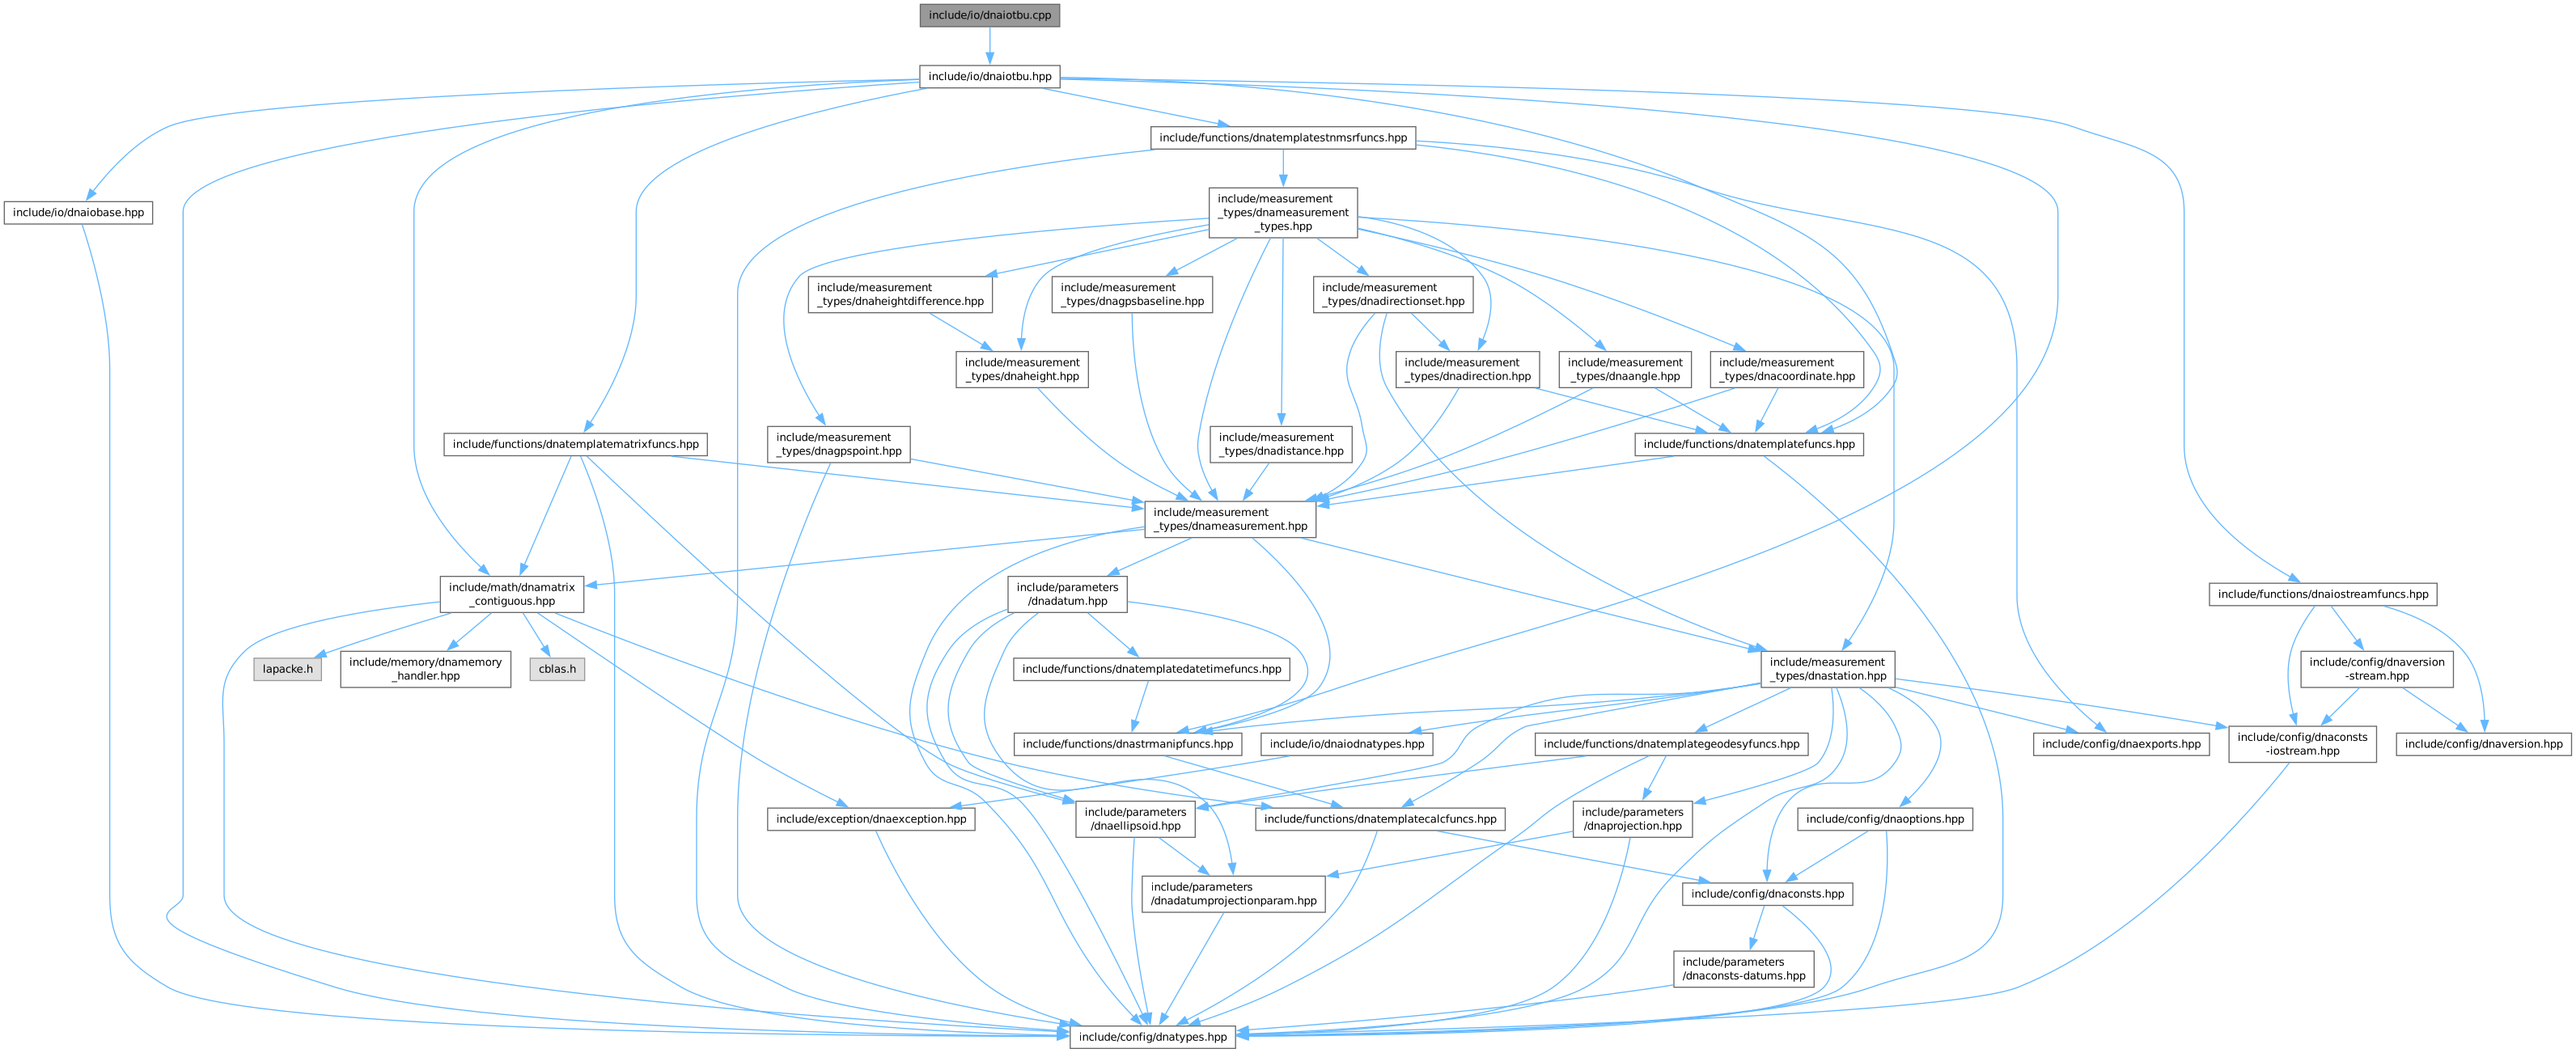 include/io/dnaiotbu.cpp
include/io/dnaiotbu.hpp
include/functions/dnatemplatestnmsrfuncs.hpp
include/io/dnaiobase.hpp
include/measurement
_types/dnameasurement
_types.hpp
include/measurement
_types/dnaheightdifference.hpp
include/measurement
_types/dnagpsbaseline.hpp
include/measurement
_types/dnadirectionset.hpp
include/measurement
_types/dnaheight.hpp
include/measurement
_types/dnadirection.hpp
include/measurement
_types/dnaangle.hpp
include/measurement
_types/dnacoordinate.hpp
include/functions/dnatemplatematrixfuncs.hpp
include/measurement
_types/dnagpspoint.hpp
include/measurement
_types/dnadistance.hpp
include/functions/dnatemplatefuncs.hpp
include/measurement
_types/dnameasurement.hpp
include/math/dnamatrix
_contiguous.hpp
include/parameters
/dnadatum.hpp
include/functions/dnaiostreamfuncs.hpp
lapacke.h
include/memory/dnamemory
_handler.hpp
cblas.h
include/functions/dnatemplatedatetimefuncs.hpp
include/measurement
_types/dnastation.hpp
include/config/dnaversion
-stream.hpp
include/functions/dnastrmanipfuncs.hpp
include/io/dnaiodnatypes.hpp
include/functions/dnatemplategeodesyfuncs.hpp
include/config/dnaexports.hpp
include/config/dnaconsts
-iostream.hpp
include/config/dnaversion.hpp
include/exception/dnaexception.hpp
include/parameters
/dnaellipsoid.hpp
include/functions/dnatemplatecalcfuncs.hpp
include/parameters
/dnaprojection.hpp
include/config/dnaoptions.hpp
include/parameters
/dnadatumprojectionparam.hpp
include/config/dnaconsts.hpp
include/parameters
/dnaconsts-datums.hpp
include/config/dnatypes.hpp